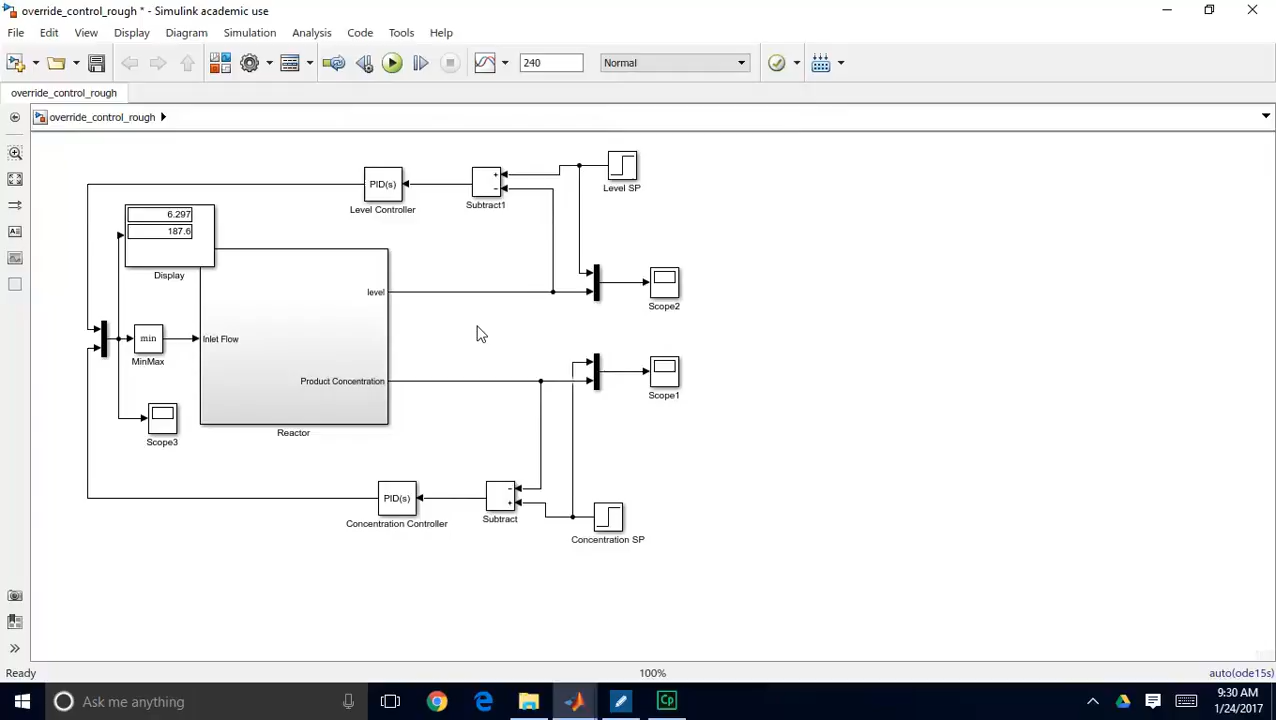 override_control_rough * - Simulink academic use
File Edit View Display Diagram Simulation Analysis Code Tools Help
240
Normal
override_control_rough
override_control_rough
Level SP
PID(s)
Level Controller
+
−
Subtract1
6.297
187.6
Display
level
Scope2
min
MinMax
Inlet Flow
Product Concentration
Scope1
Reactor
Scope3
PID(s)
Concentration Controller
−
+
Subtract
Concentration SP
Ready
100%
auto(ode15s)
Ask me anything
9:30 AM
1/24/2017